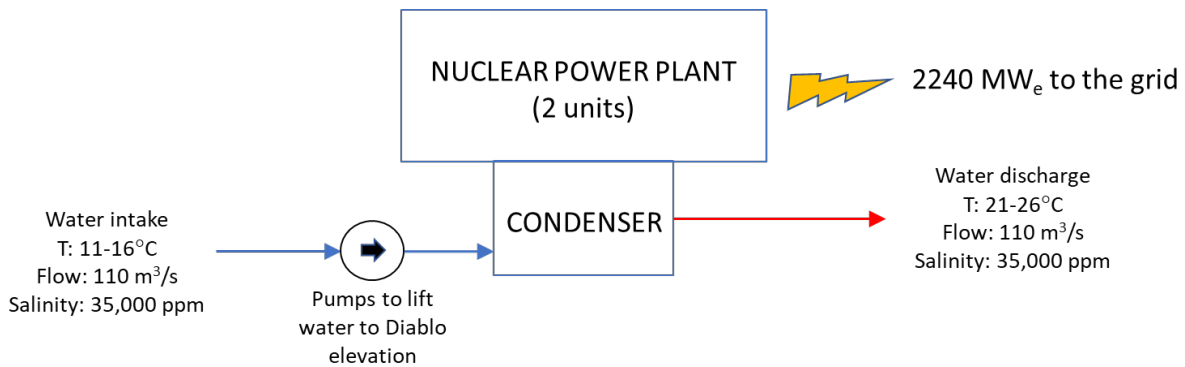 NUCLEAR POWER PLANT
(2 units)
2240 MWₑ to the grid
CONDENSER
Water intake
T: 11-16°C
Flow: 110 m³/s
Salinity: 35,000 ppm
Pumps to lift
water to Diablo
elevation
Water discharge
T: 21-26°C
Flow: 110 m³/s
Salinity: 35,000 ppm